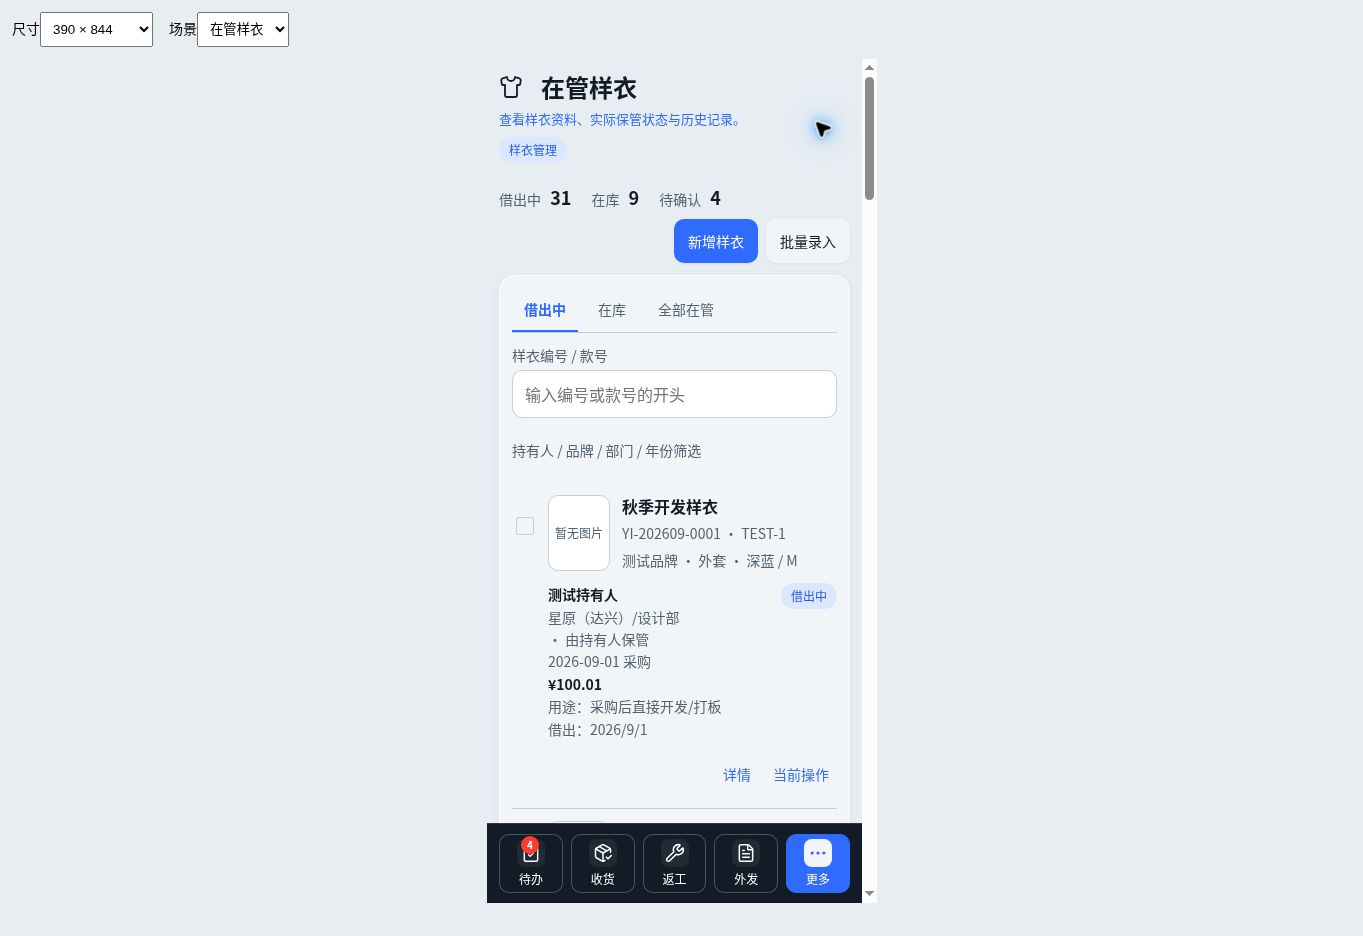 尺寸 390 × 844 场景 在管样衣
在管样衣
查看样衣资料、实际保管状态与历史记录。
样衣管理
借出中 31 在库 9 待确认 4
新增样衣 批量录入
借出中 在库 全部在管
样衣编号 / 款号
输入编号或款号的开头
持有人 / 品牌 / 部门 / 年份筛选
暂无图片
秋季开发样衣
YI-202609-0001 · TEST-1
测试品牌 · 外套 · 深蓝 / M
测试持有人 借出中
星原（达兴）/设计部
· 由持有人保管
2026-09-01 采购
¥100.01
用途：采购后直接开发/打板
借出：2026/9/1
详情 当前操作
4
待办 收货 返工 外发 更多